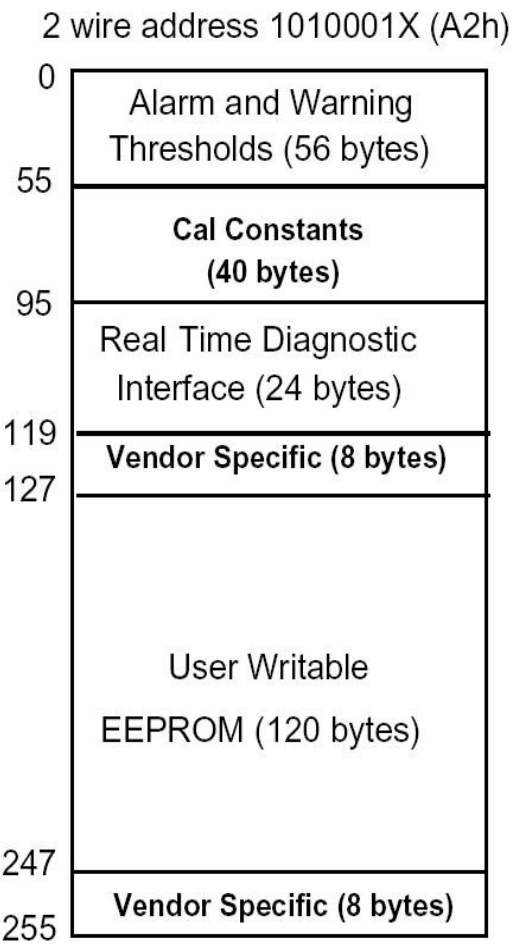 2 wire address 1010001X (A2h)
0
Alarm and Warning
Thresholds (56 bytes)
55
Cal Constants
(40 bytes)
95
Real Time Diagnostic
Interface (24 bytes)
119
Vendor Specific (8 bytes)
127
User Writable
EEPROM (120 bytes)
247
Vendor Specific (8 bytes)
255